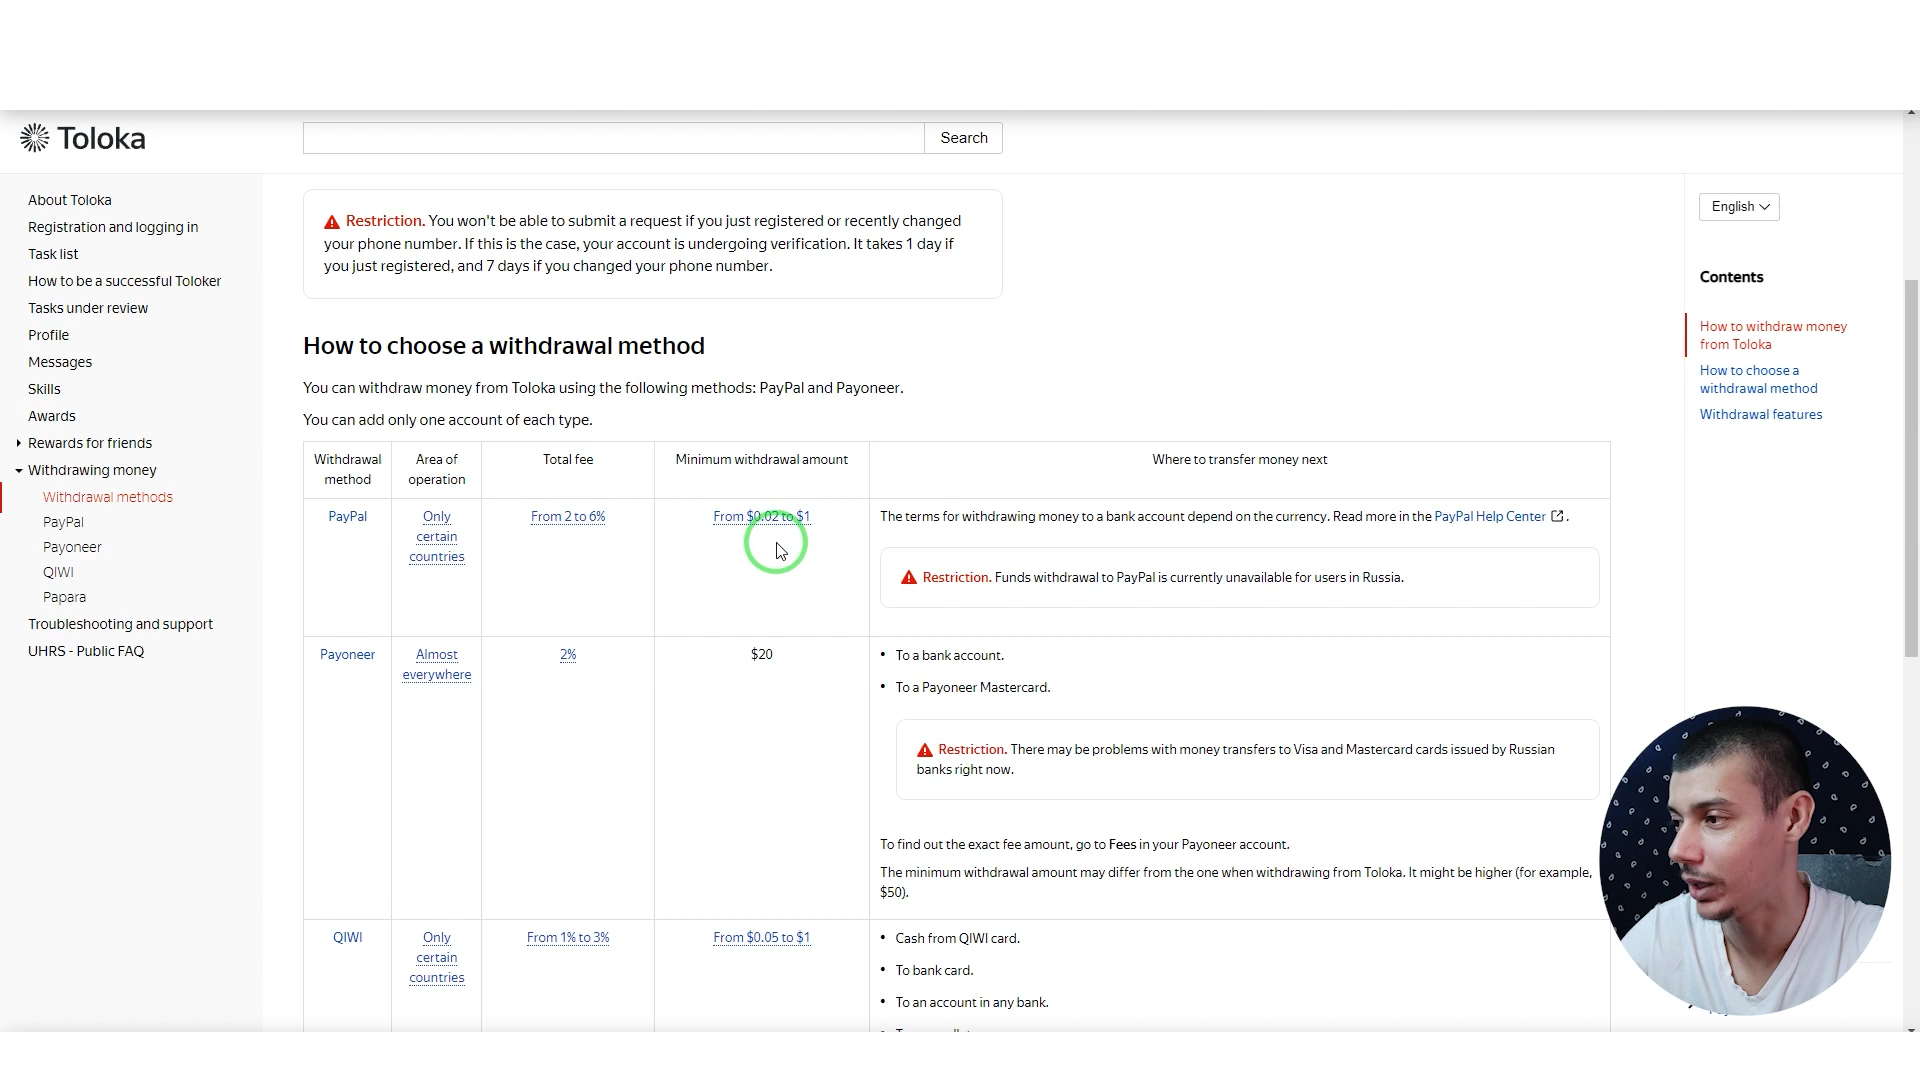 Toloka
Search
About Toloka
Registration and logging in
Task list
How to be a successful Toloker
Tasks under review
Profile
Messages
Skills
Awards
Rewards for friends
Withdrawing money
Withdrawal methods
PayPal
Payoneer
QIWI
Papara
Troubleshooting and support
UHRS - Public FAQ
Restriction. You won't be able to submit a request if you just registered or recently changed
your phone number. If this is the case, your account is undergoing verification. It takes 1 day if
you just registered, and 7 days if you changed your phone number.
How to choose a withdrawal method
You can withdraw money from Toloka using the following methods: PayPal and Payoneer.
You can add only one account of each type.
Withdrawal
method
Area of
operation
Total fee
Minimum withdrawal amount
Where to transfer money next
PayPal
Only
certain
countries
From 2 to 6%
From $0.02 to $1
The terms for withdrawing money to a bank account depend on the currency. Read more in the PayPal Help Center .
Restriction. Funds withdrawal to PayPal is currently unavailable for users in Russia.
Payoneer
Almost
everywhere
2%
$20
• To a bank account.
• To a Payoneer Mastercard.
Restriction. There may be problems with money transfers to Visa and Mastercard cards issued by Russian
banks right now.
To find out the exact fee amount, go to Fees in your Payoneer account.
The minimum withdrawal amount may differ from the one when withdrawing from Toloka. It might be higher (for example,
$50).
QIWI
Only
certain
countries
From 1% to 3%
From $0.05 to $1
• Cash from QIWI card.
• To bank card.
• To an account in any bank.
English
Contents
How to withdraw money
from Toloka
How to choose a
withdrawal method
Withdrawal features